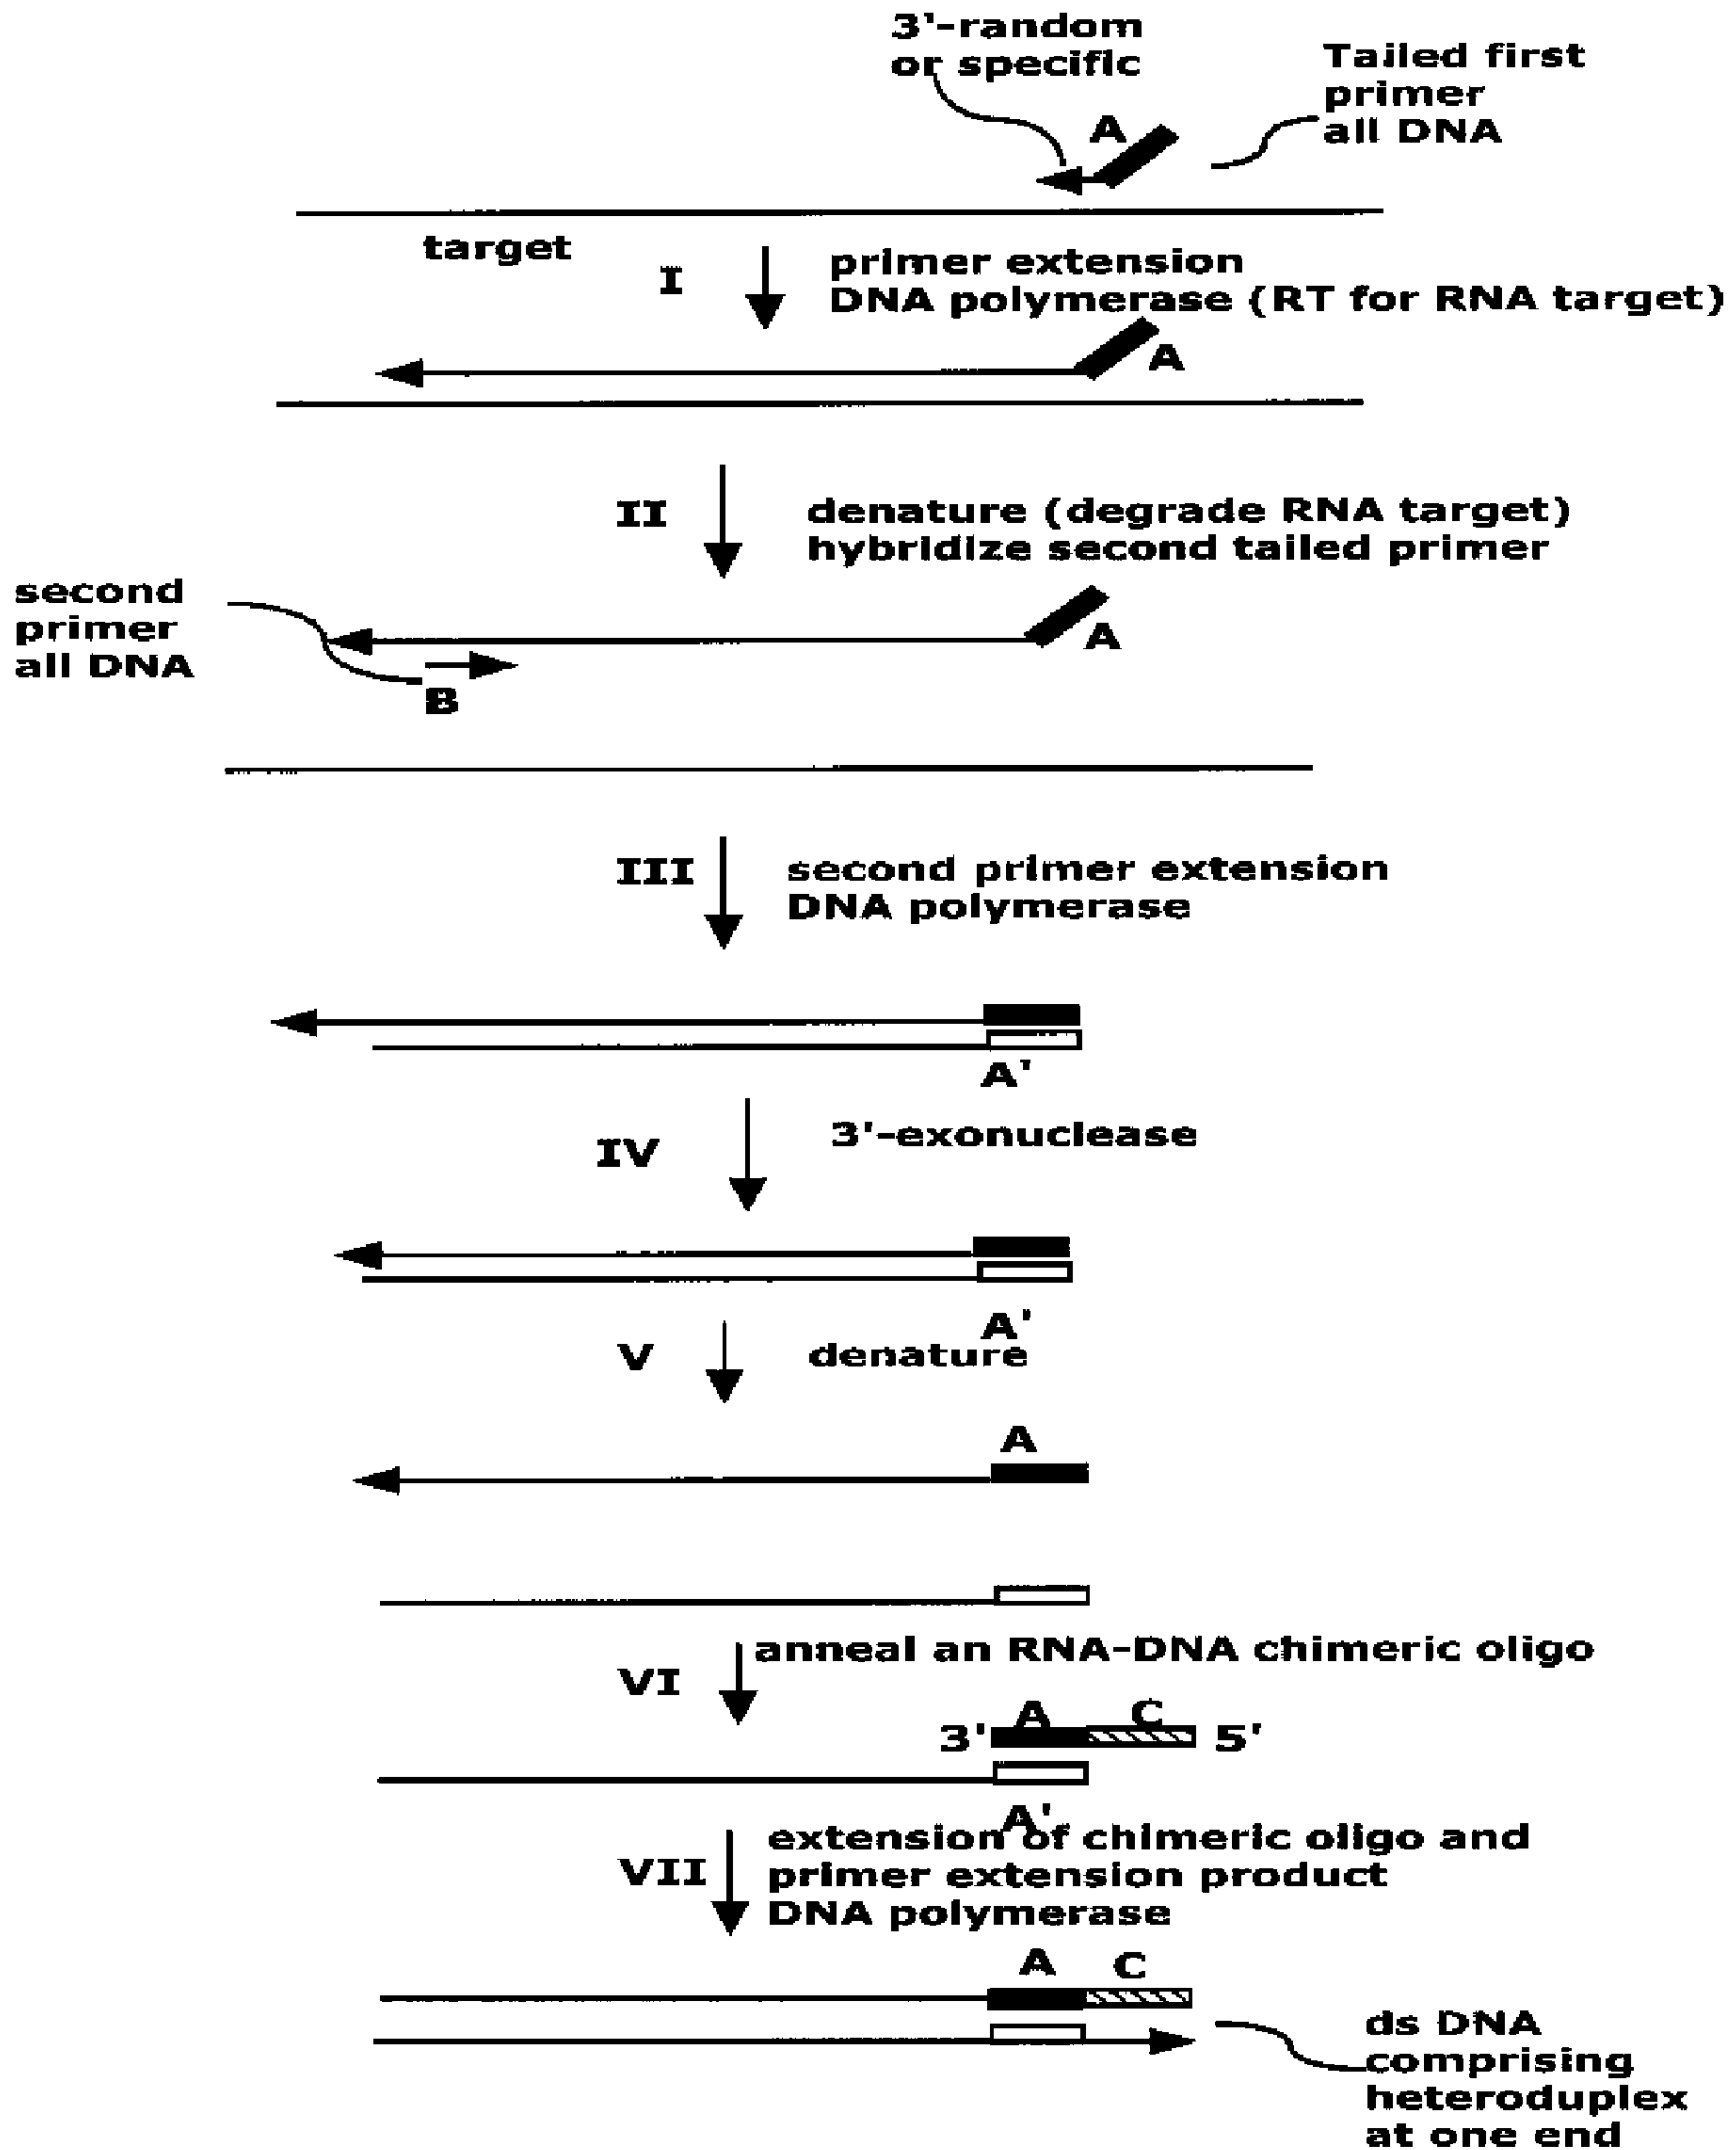 3'-random
or specific
Tailed first
primer
all DNA
A
target
I
primer extension
DNA polymerase (RT for RNA target)
A
II
denature (degrade RNA target)
hybridize second tailed primer
second
primer
all DNA
A
B
III
second primer extension
DNA polymerase
A'
IV
3'-exonuclease
A'
V
denature
A
VI
anneal an RNA-DNA chimeric oligo
A C
3' 5'
A'
VII
extension of chimeric oligo and
primer extension product
DNA polymerase
A C
ds DNA
comprising
heteroduplex
at one end